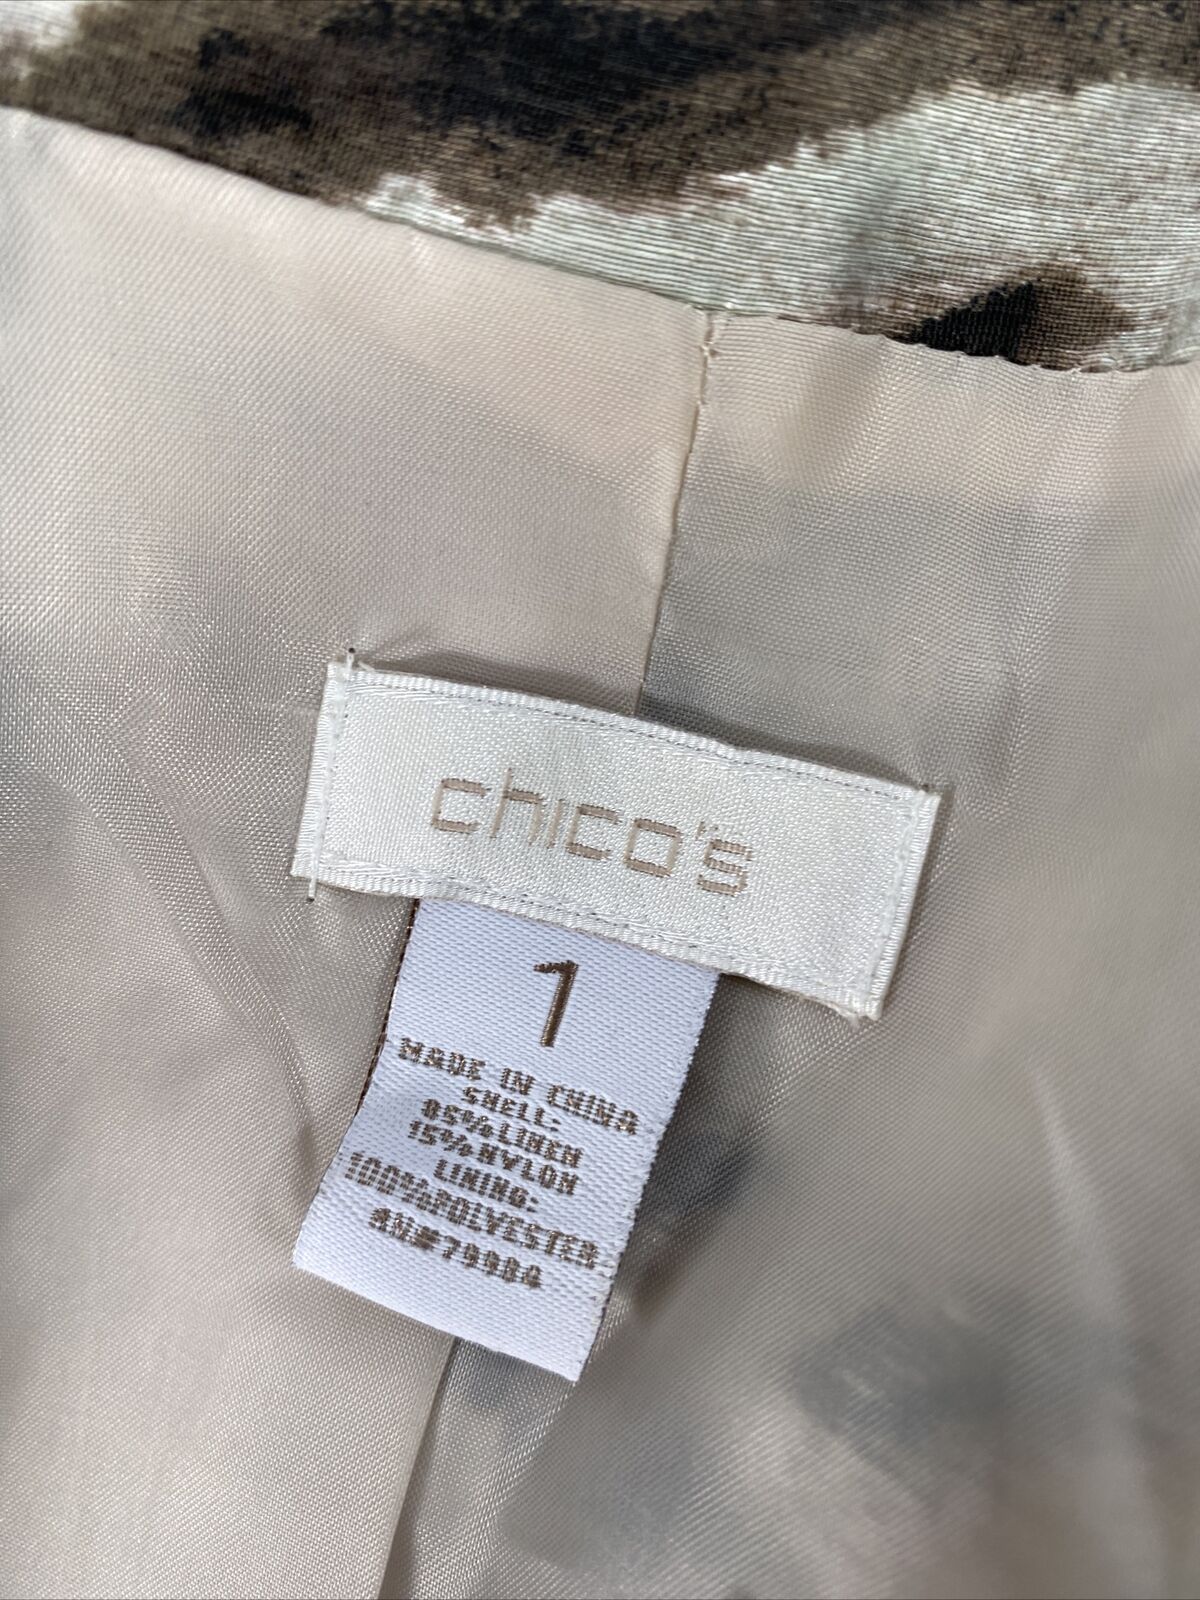 chico's
1
MADE IN CHINA
SHELL:
85% LINEN
15% NYLON
LINING:
100% POLYESTER
RN# 79984